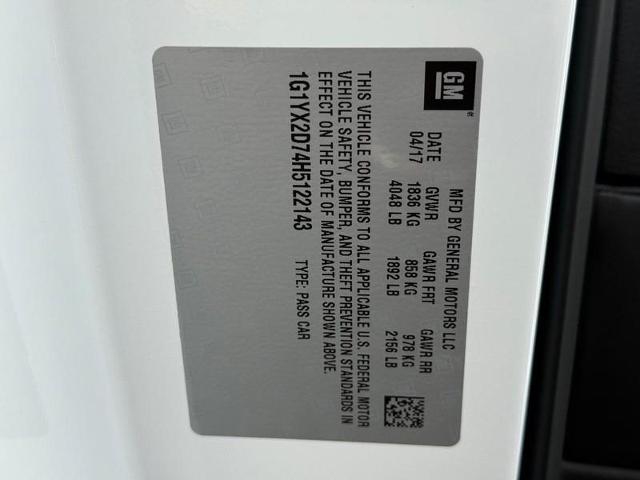 GM
MFD BY GENERAL MOTORS LLC
DATE GVWR GAWR FRT GAWR RR
04/17 1836 KG 858 KG 978 KG
4048 LB 1892 LB 2156 LB
THIS VEHICLE CONFORMS TO ALL APPLICABLE U.S. FEDERAL MOTOR
VEHICLE SAFETY, BUMPER, AND THEFT PREVENTION STANDARDS IN
EFFECT ON THE DATE OF MANUFACTURE SHOWN ABOVE.
1G1YX2D74H5122143 TYPE: PASS CAR